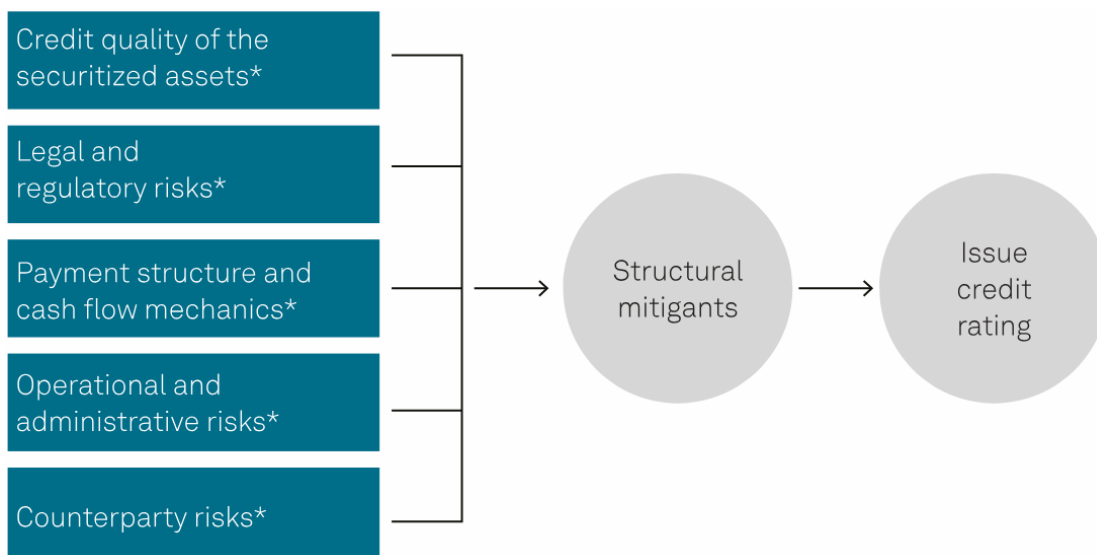 Credit quality of the
securitized assets*
Legal and
regulatory risks*
Payment structure and
cash flow mechanics*
Operational and
administrative risks*
Counterparty risks*
Structural
mitigants
Issue
credit
rating